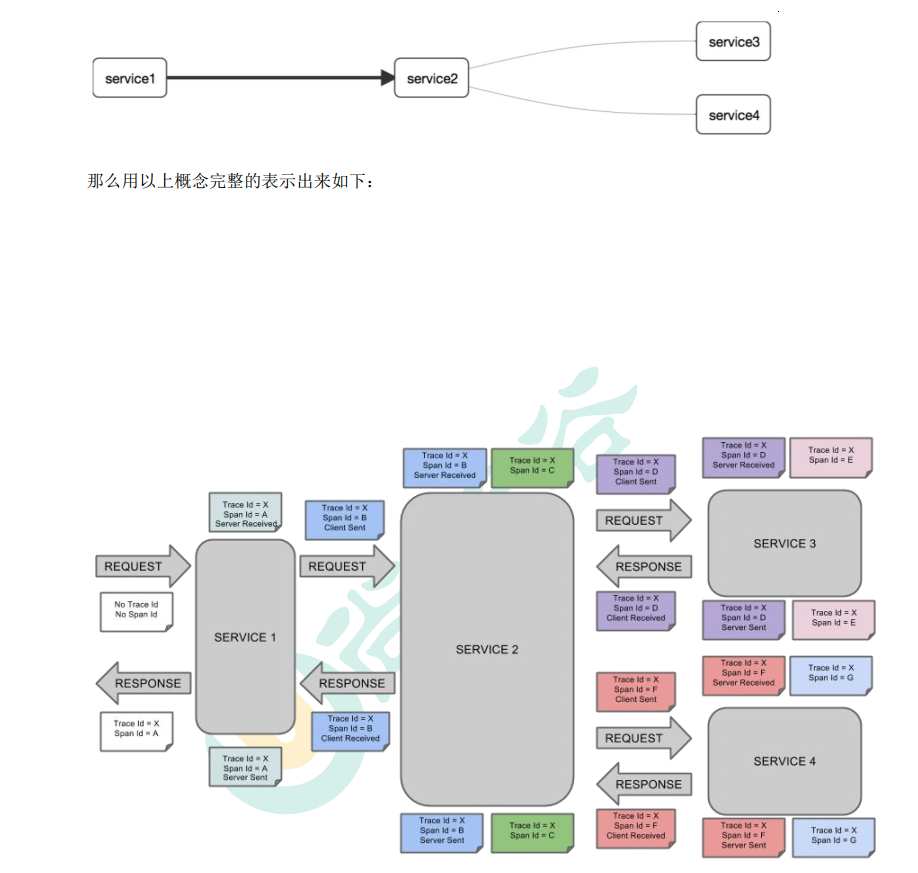 service1
service2
service3
service4
那么用以上概念完整的表示出来如下：
REQUEST
No Trace Id
No Span Id
RESPONSE
Trace Id = X
Span Id = A
Trace Id = X
Span Id = A
Server Received
SERVICE 1
Trace Id = X
Span Id = A
Server Sent
Trace Id = X
Span Id = B
Client Sent
REQUEST
RESPONSE
Trace Id = X
Span Id = B
Client Received
Trace Id = X
Span Id = B
Server Received
Trace Id = X
Span Id = C
SERVICE 2
Trace Id = X
Span Id = B
Server Sent
Trace Id = X
Span Id = C
Trace Id = X
Span Id = D
Client Sent
REQUEST
RESPONSE
Trace Id = X
Span Id = D
Client Received
Trace Id = X
Span Id = D
Server Received
Trace Id = X
Span Id = E
SERVICE 3
Trace Id = X
Span Id = D
Server Sent
Trace Id = X
Span Id = E
Trace Id = X
Span Id = F
Client Sent
REQUEST
RESPONSE
Trace Id = X
Span Id = F
Client Received
Trace Id = X
Span Id = F
Server Received
Trace Id = X
Span Id = G
SERVICE 4
Trace Id = X
Span Id = F
Server Sent
Trace Id = X
Span Id = G